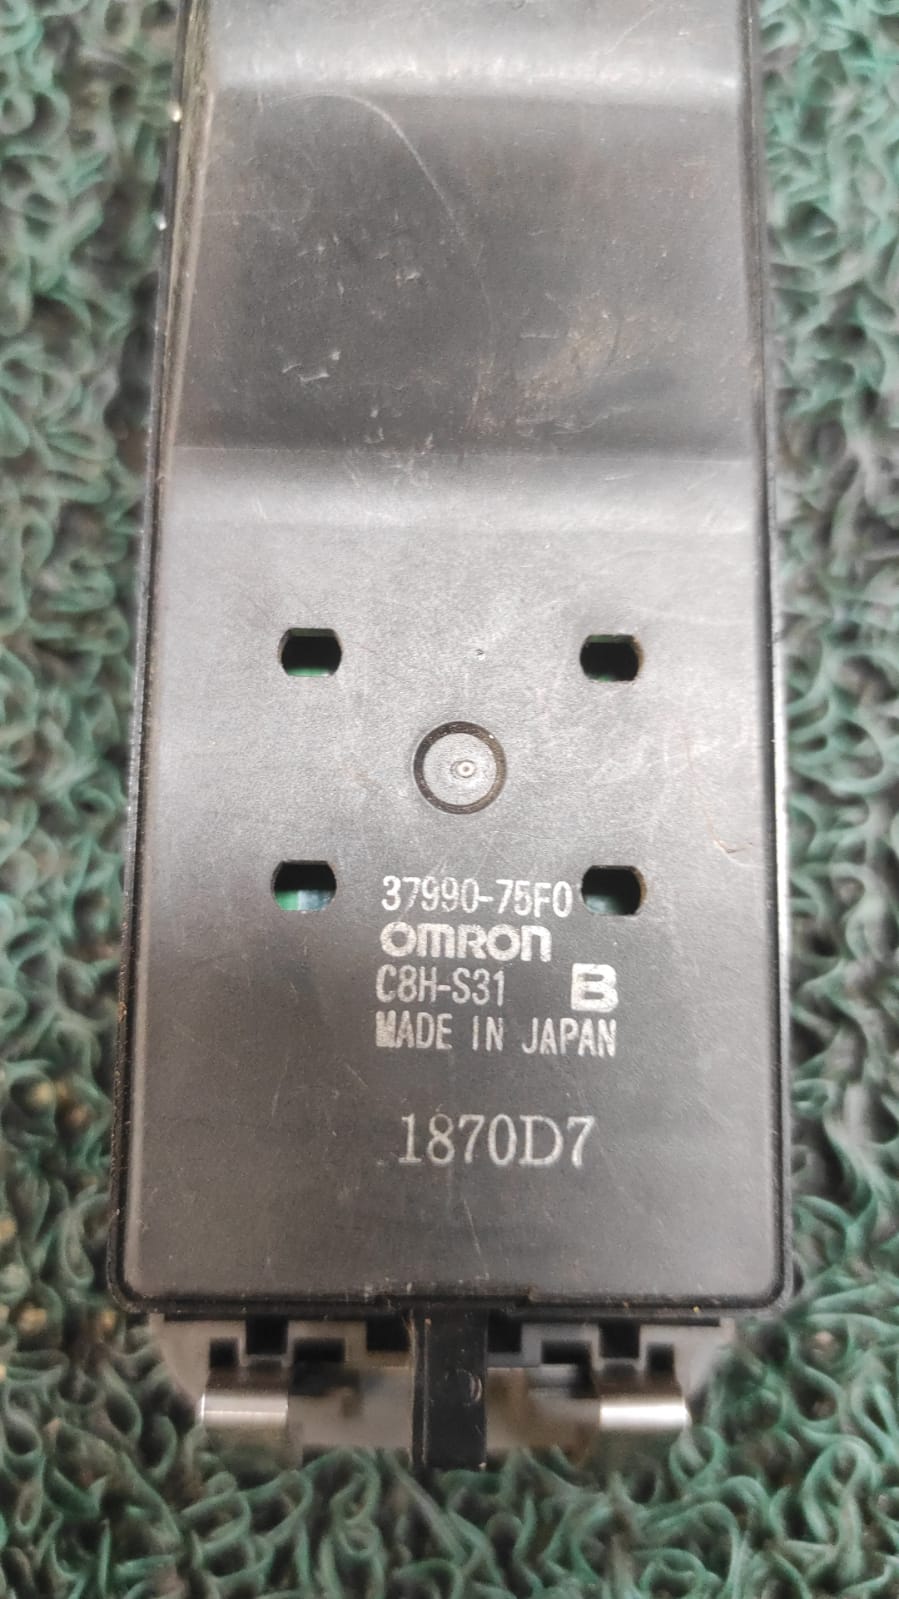 37990-75F0
OMRON
C8H-S31 B
MADE IN JAPAN
1870D7